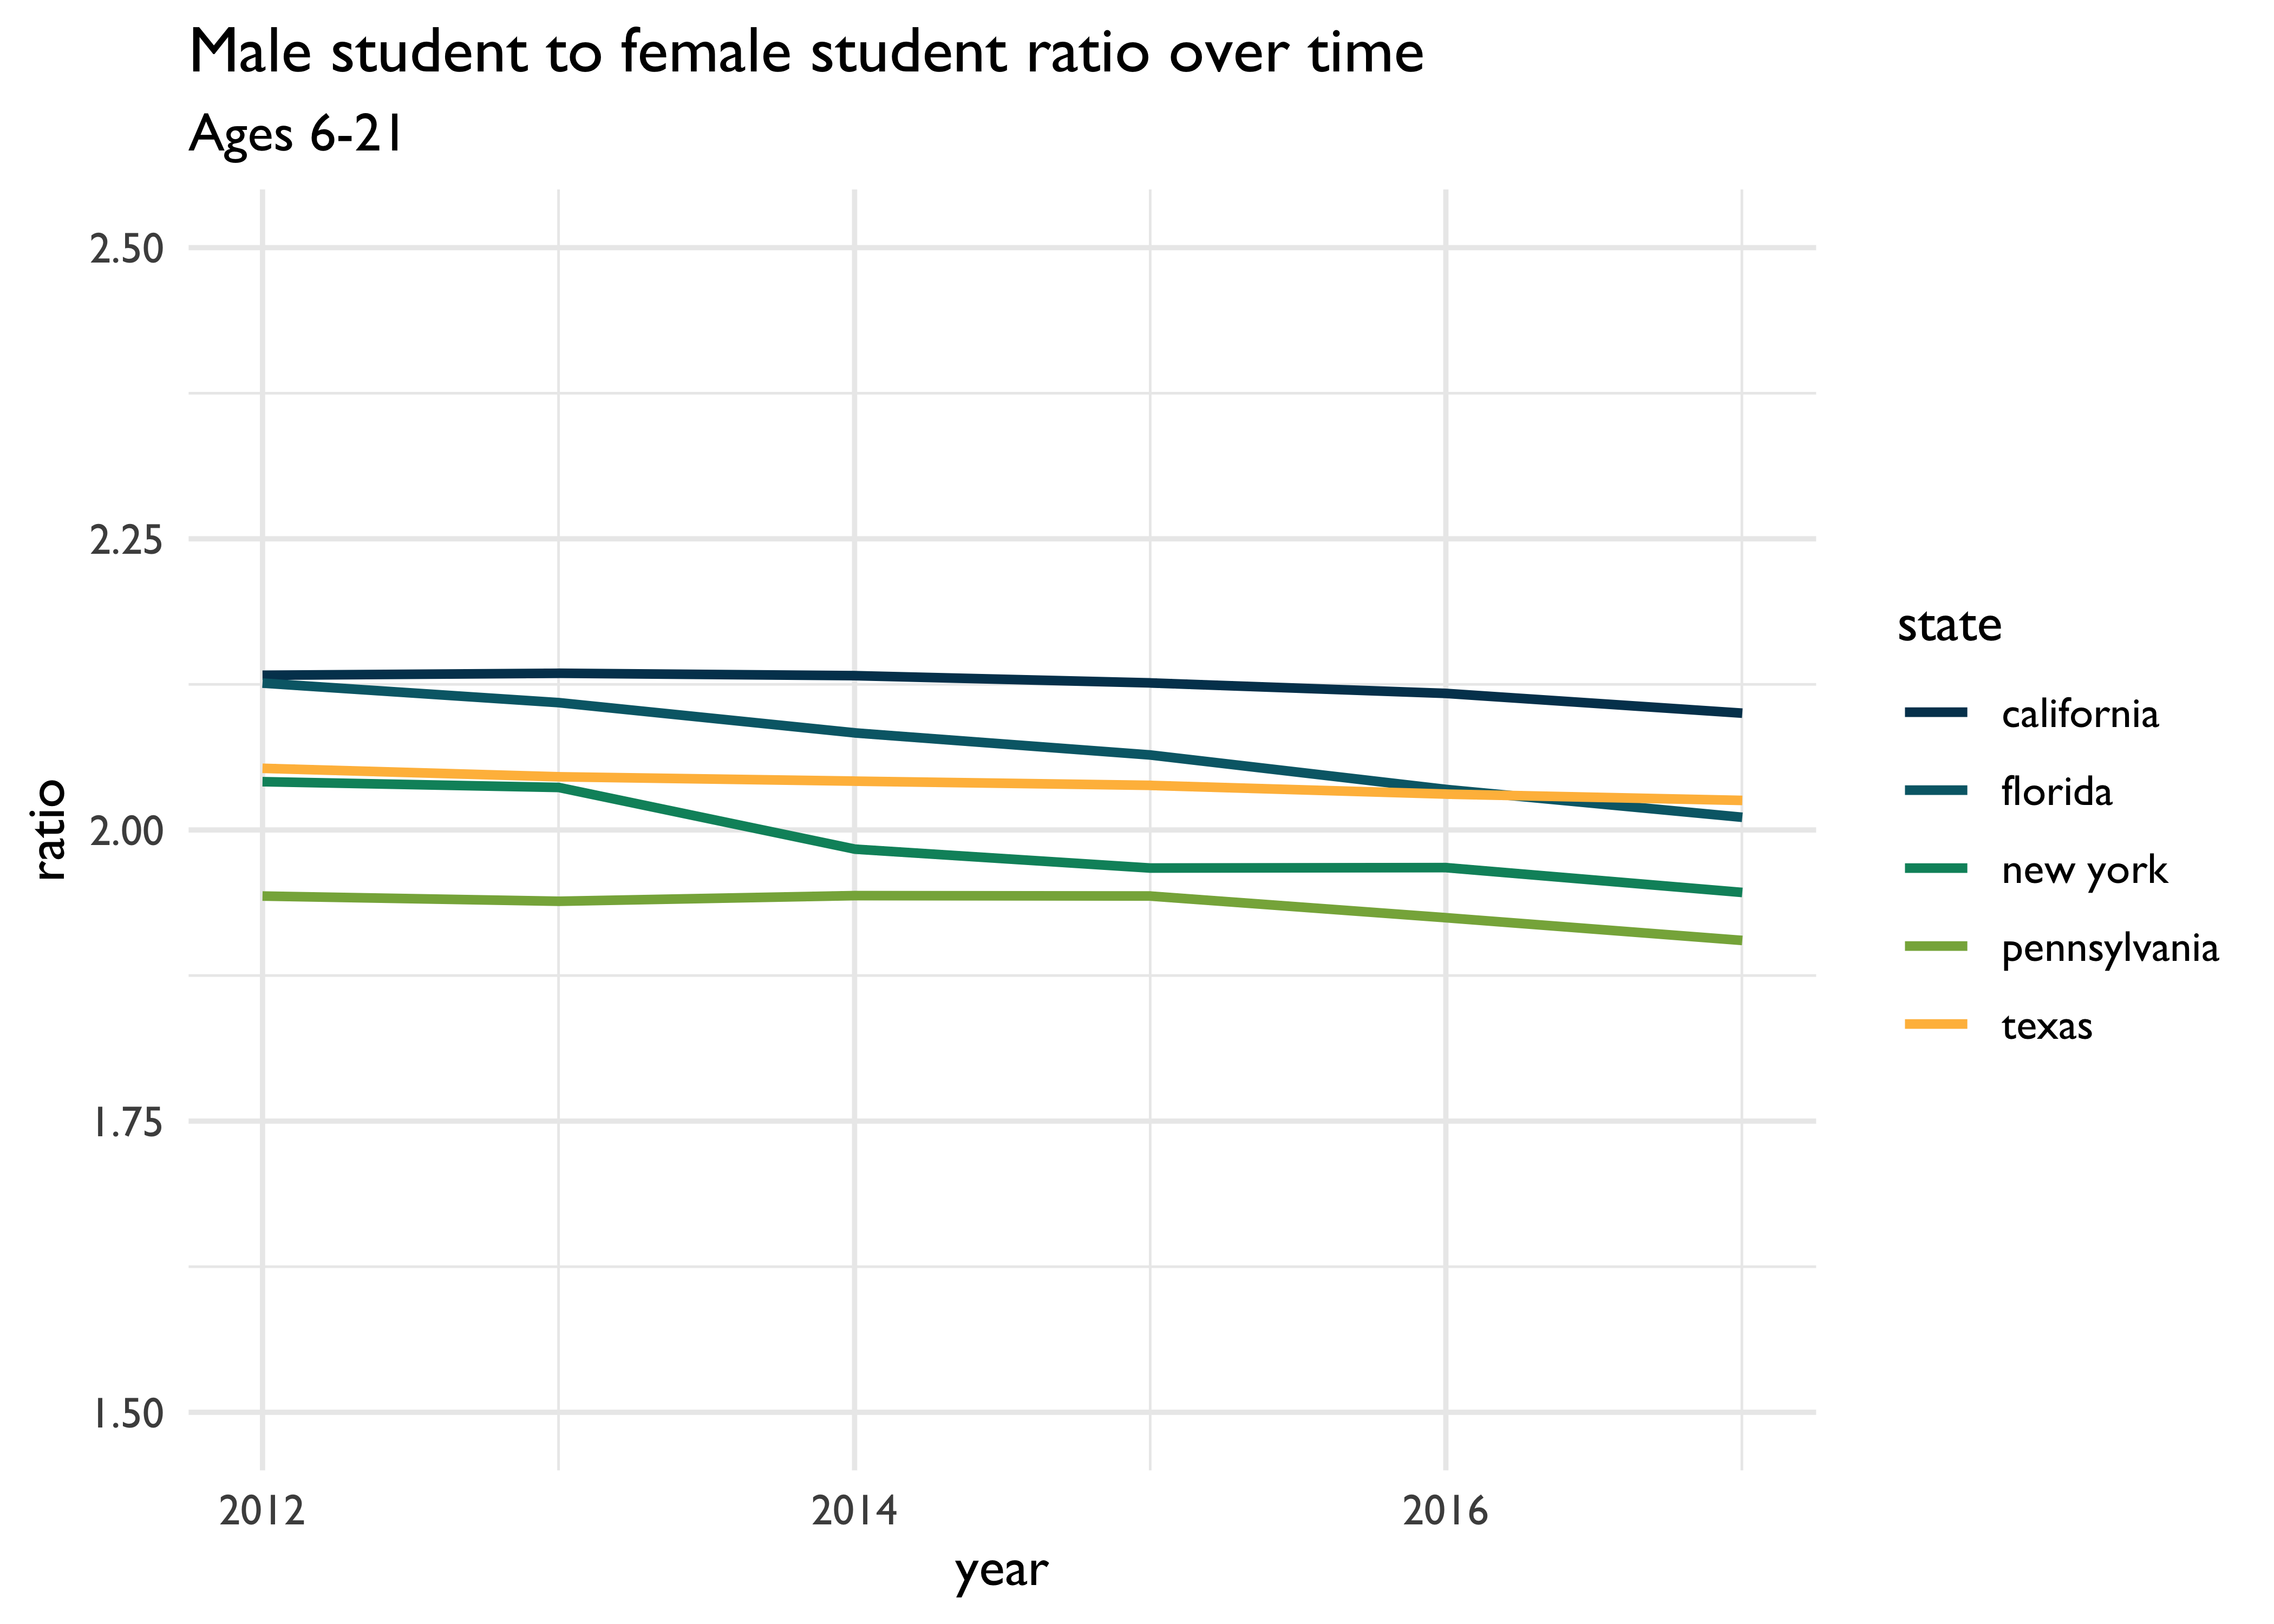 Male student to female student ratio over time
Ages 6-21
2.50
2.25
2.00
1.75
1.50
ratio
2012
2014
2016
year
state
california
florida
new york
pennsylvania
texas